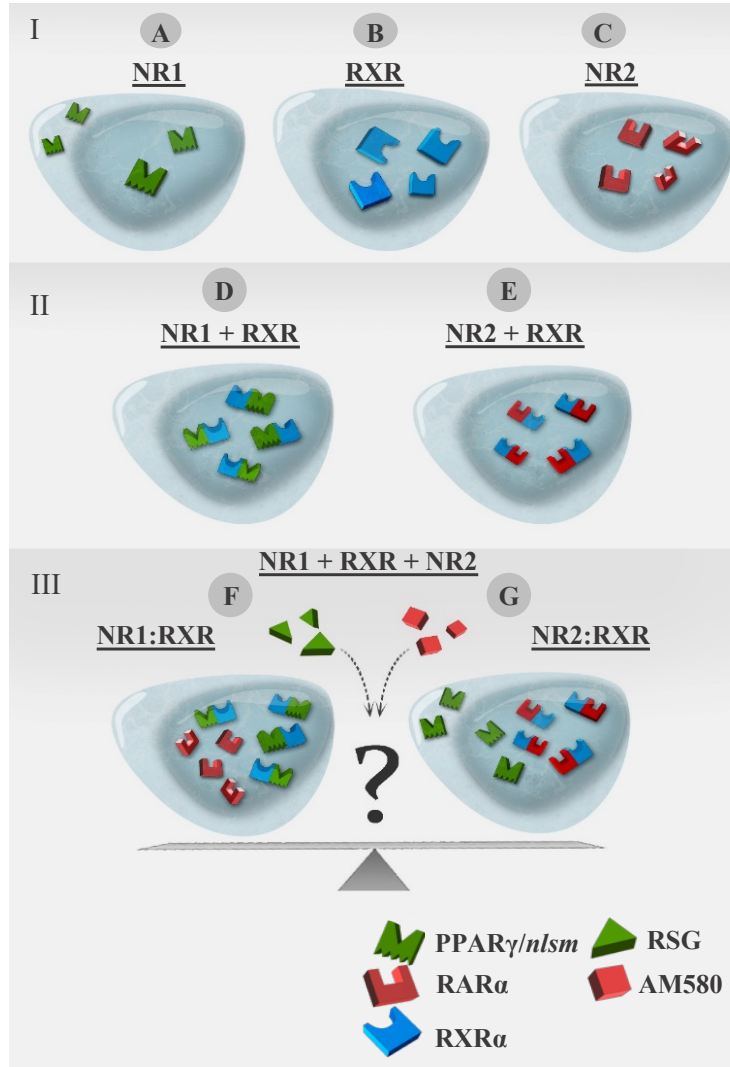 I
A
B
C
NR1
RXR
NR2
II
D
E
NR1 + RXR
NR2 + RXR
NR1 + RXR + NR2
III
F
G
NR1:RXR
NR2:RXR
?
PPARγ/nlsm
RSG
RARα
AM580
RXRα